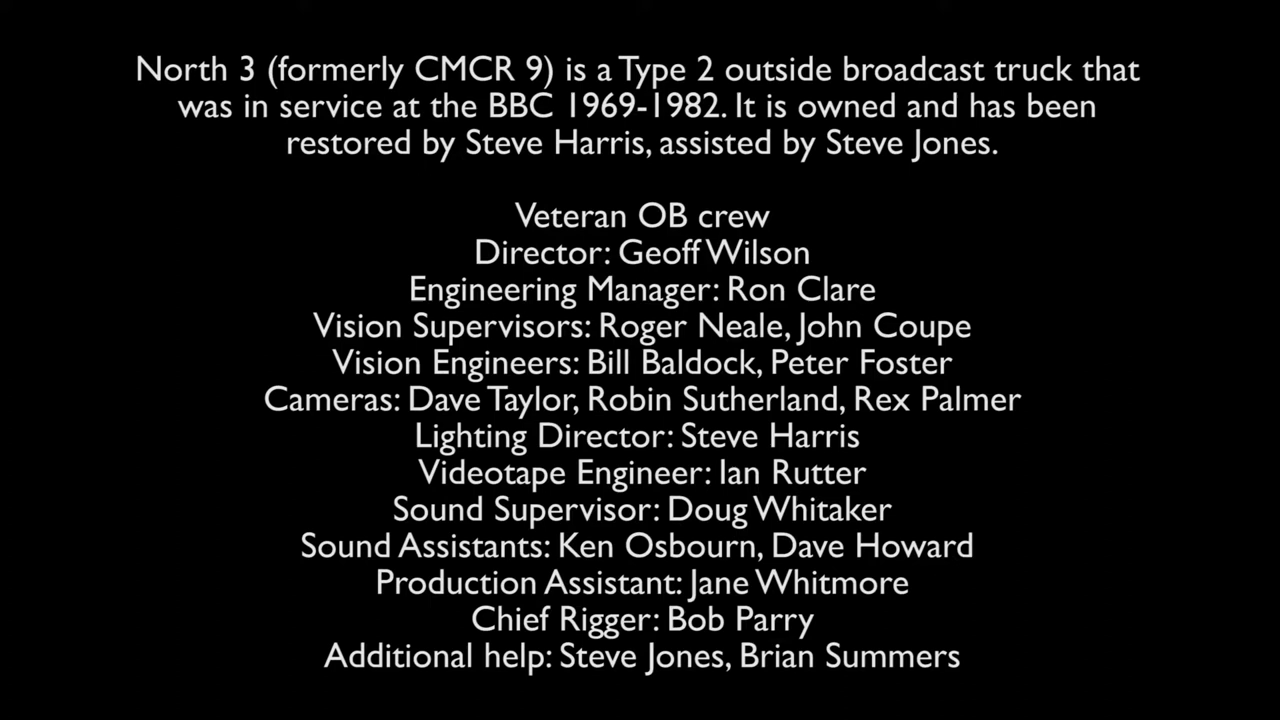 North 3 (formerly CMCR 9) is a Type 2 outside broadcast truck that
was in service at the BBC 1969-1982. It is owned and has been
restored by Steve Harris, assisted by Steve Jones.
Veteran OB crew
Director: Geoff Wilson
Engineering Manager: Ron Clare
Vision Supervisors: Roger Neale, John Coupe
Vision Engineers: Bill Baldock, Peter Foster
Cameras: Dave Taylor, Robin Sutherland, Rex Palmer
Lighting Director: Steve Harris
Videotape Engineer: Ian Rutter
Sound Supervisor: Doug Whitaker
Sound Assistants: Ken Osbourn, Dave Howard
Production Assistant: Jane Whitmore
Chief Rigger: Bob Parry
Additional help: Steve Jones, Brian Summers